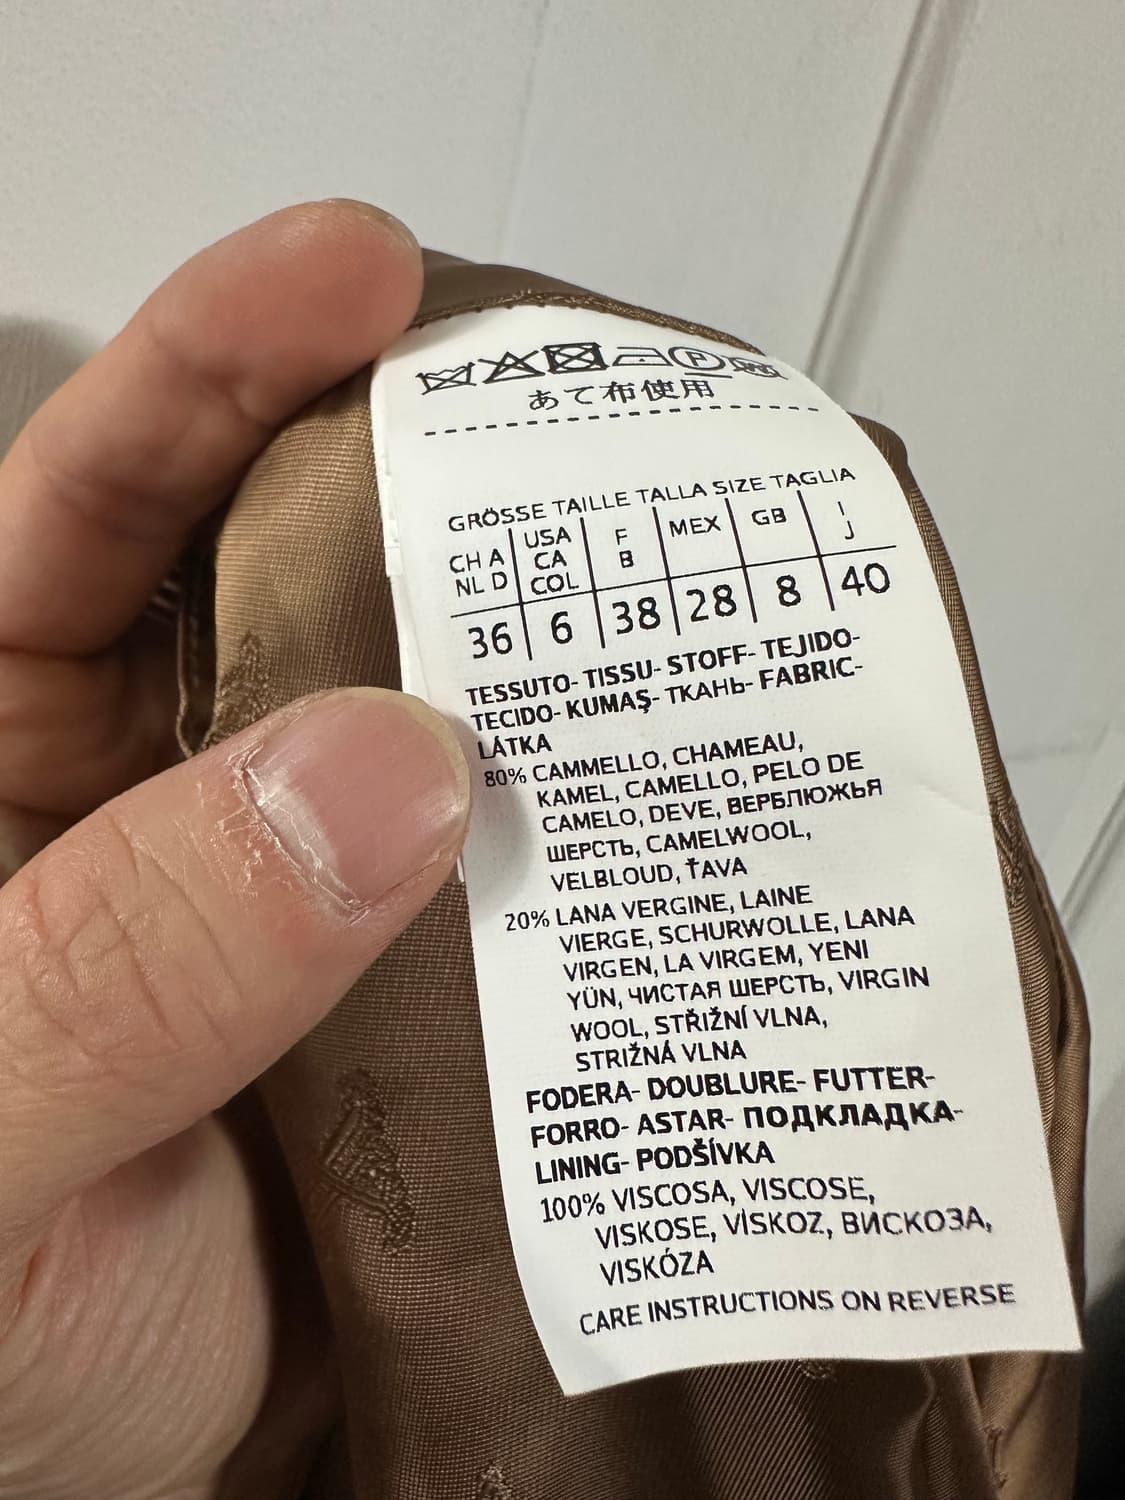 P
W
あて布使用
GRÖSSE TAILLE TALLA SIZE TAGLIA
CH A NL D | USA CA COL | F B | MEX | GB | I J
36 | 6 | 38 | 28 | 8 | 40
TESSUTO- TISSU- STOFF- TEJIDO-
TECIDO- KUMAŞ- ТКАНЬ- FABRIC-
LÁTKA
80% CAMMELLO, CHAMEAU,
KAMEL, CAMELLO, PELO DE
CAMELO, DEVE, ВЕРБЛЮЖЬЯ
ШЕРСТЬ, CAMELWOOL,
VELBLOUD, ŤAVA
20% LANA VERGINE, LAINE
VIERGE, SCHURWOLLE, LANA
VIRGEN, LA VIRGEM, YENI
YÜN, ЧИСТАЯ ШЕРСТЬ, VIRGIN
WOOL, STŘIŽNÍ VLNA,
STRIŽNÁ VLNA
FODERA- DOUBLURE- FUTTER-
FORRO- ASTAR- ПОДКЛАДКА-
LINING- PODŠÍVKA
100% VISCOSA, VISCOSE,
VISKOSE, VİSKOZ, ВИСКОЗА,
VISKÓZA
CARE INSTRUCTIONS ON REVERSE